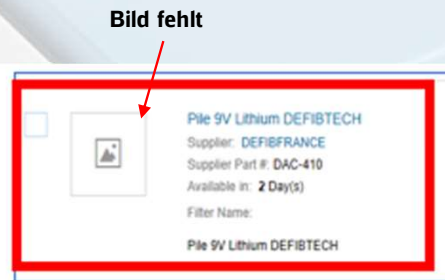 Bild fehlt
Pile 9V Lithium DEFIBTECH
Supplier: DEFIBFRANCE
Supplier Part #: DAC-410
Available in: 2 Day(s)
Filter Name:
Pile 9V Lithium DEFIBTECH